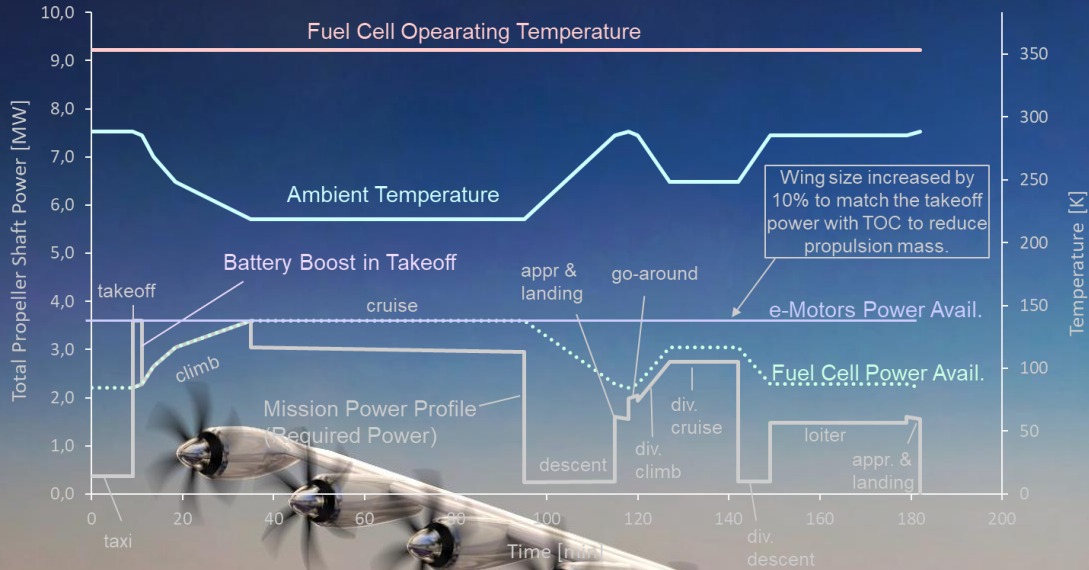 10,0
9,0
8,0
7,0
6,0
5,0
4,0
3,0
2,0
1,0
0,0
Total Propeller Shaft Power [MW]
Fuel Cell Opearating Temperature
Ambient Temperature
Battery Boost in Takeoff
takeoff
cruise
climb
Mission Power Profile
(Required Power)
taxi
appr &
landing
go-around
descent
div.
climb
div.
cruise
div.
descent
loiter
appr. &
landing
Wing size increased by
10% to match the takeoff
power with TOC to reduce
propulsion mass.
e-Motors Power Avail.
Fuel Cell Power Avail.
350
300
250
200
150
100
50
0
Temperature [K]
0
20
40
60
80
100
120
140
160
180
200
Time [min]